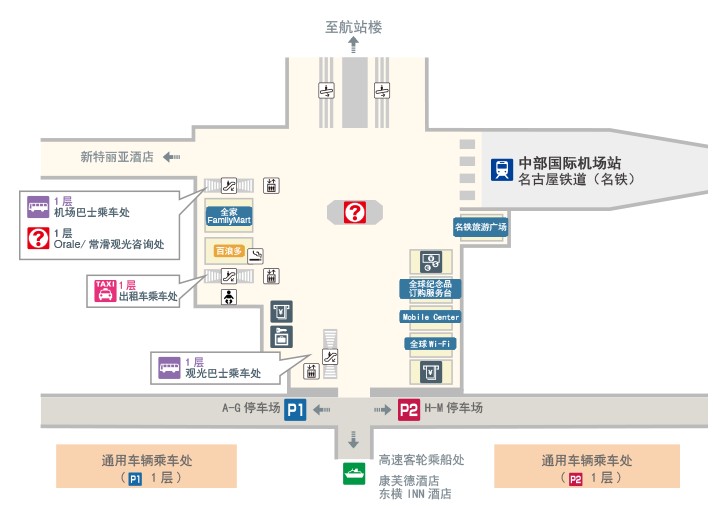 至航站楼
新特丽亚酒店
中部国际机场站
名古屋铁道（名铁）
1 层
机场巴士乘车处
?
1 层
Orale/ 常滑观光咨询处
全家
FamilyMart
?
名铁旅游广场
百浪多
TAXI
1 层
出租车乘车处
¥
全球纪念品
订购服务台
Mobile Center
全球 Wi-Fi
¥
1 层
观光巴士乘车处
A-G 停车场
P1
P2
H-M 停车场
通用车辆乘车处
（P1 1 层）
高速客轮乘船处
康芙德酒店
东横 INN 酒店
通用车辆乘车处
（P2 1 层）